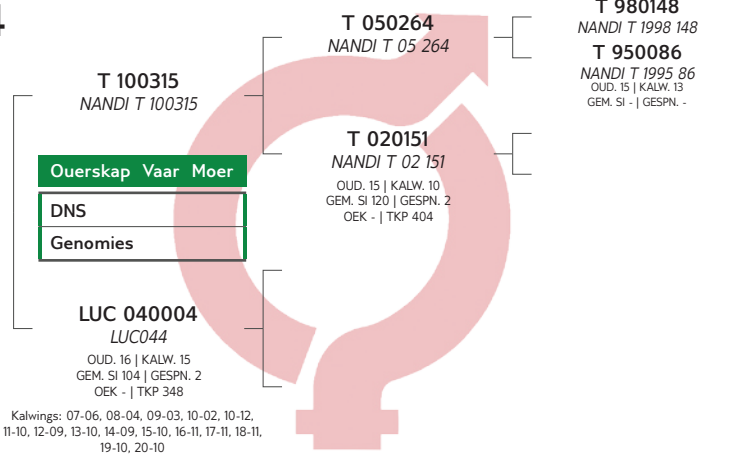 4
T 100315
NANDI T 100315
Ouerskap Vaar Moer
DNS
Genomies
LUC 040004
LUC044
OUD. 16 | KALW. 15
GEM. SI 104 | GESPN. 2
OEK - | TKP 348
Kalwings: 07-06, 08-04, 09-03, 10-02, 10-12,
11-10, 12-09, 13-10, 14-09, 15-10, 16-11, 17-11, 18-11,
19-10, 20-10
T 050264
NANDI T 05 264
T 020151
NANDI T 02 151
OUD. 15 | KALW. 10
GEM. SI 120 | GESPN. 2
OEK - | TKP 404
T 980148
NANDI T 1998 148
T 950086
NANDI T 1995 86
OUD. 15 | KALW. 13
GEM. SI - | GESPN. -